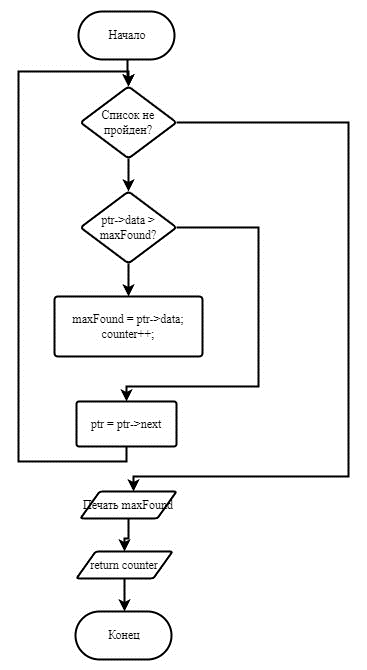 Начало
Список не
пройден?
ptr->data >
maxFound?
maxFound = ptr->data;
counter++;
ptr = ptr->next
Печать maxFound
return counter
Конец